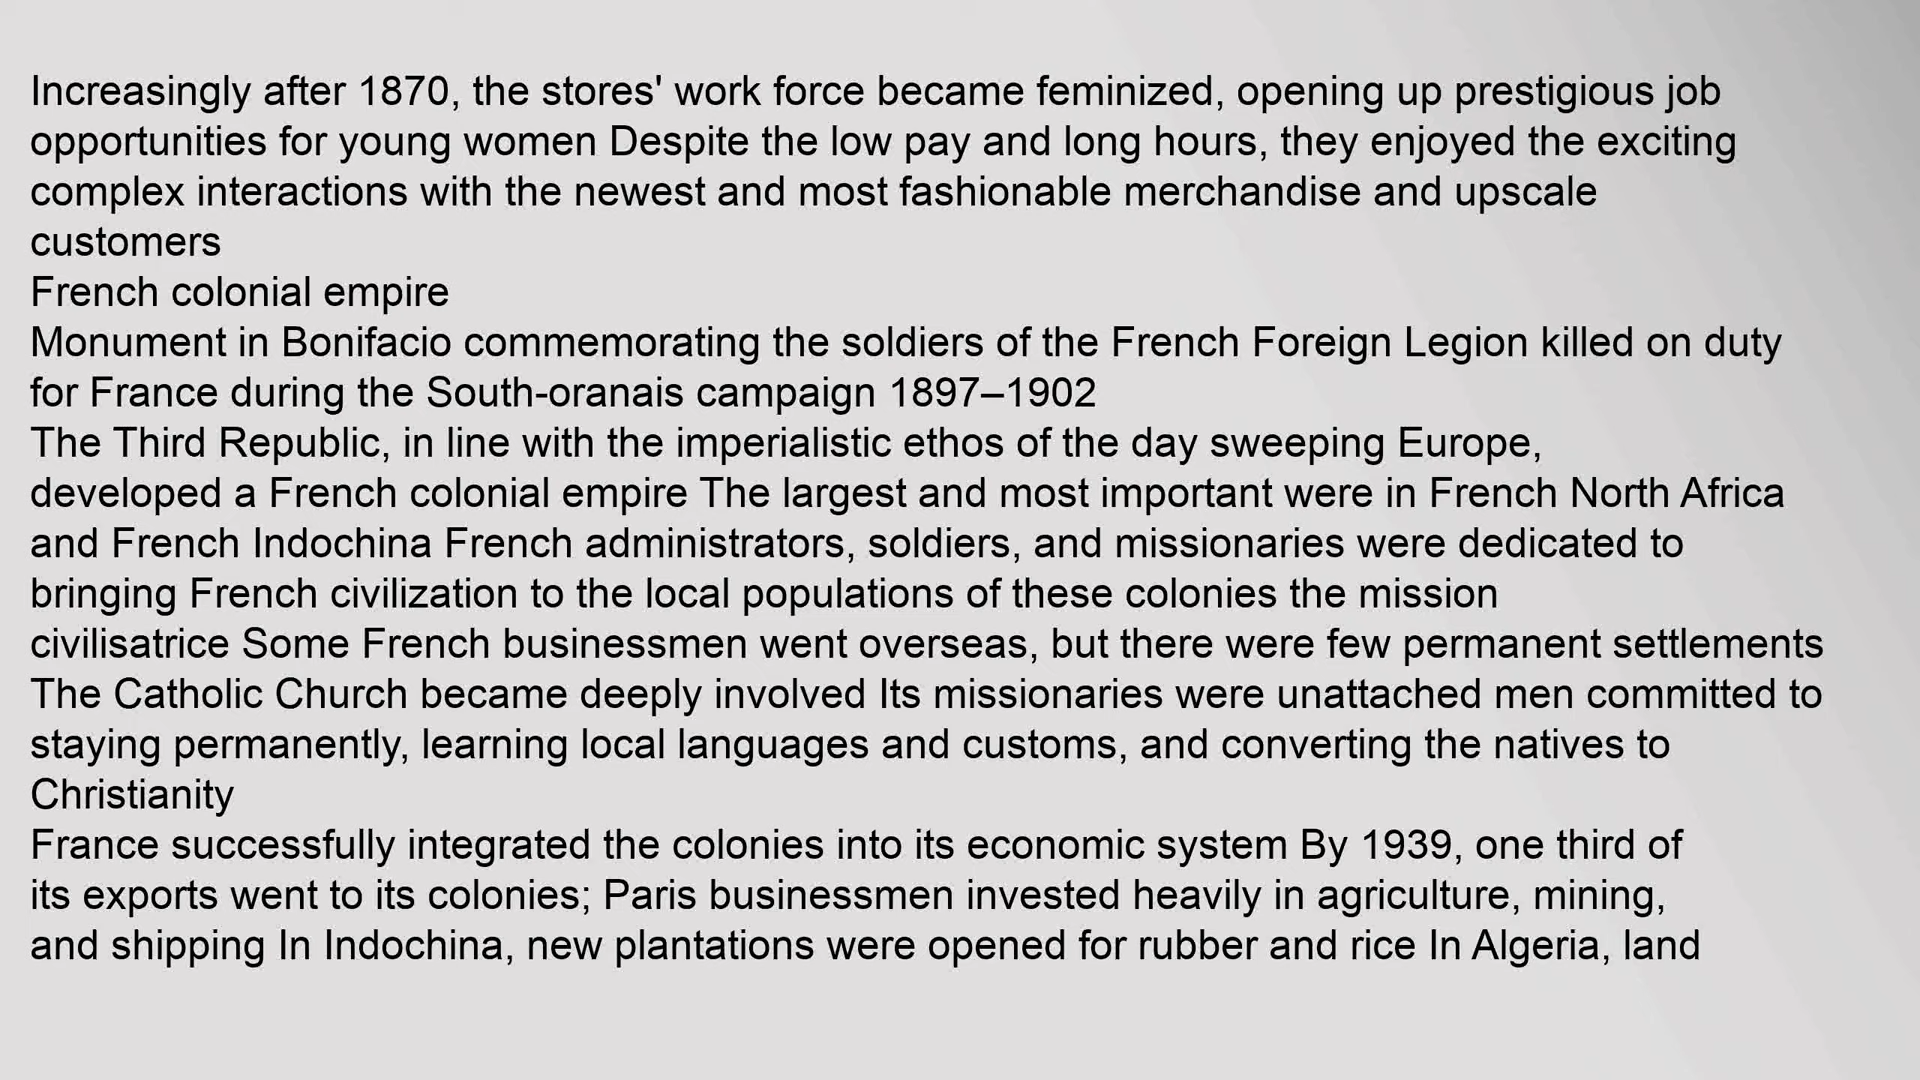 Increasingly after 1870, the stores' work force became feminized, opening up prestigious job
opportunities for young women Despite the low pay and long hours, they enjoyed the exciting
complex interactions with the newest and most fashionable merchandise and upscale
customers
French colonial empire
Monument in Bonifacio commemorating the soldiers of the French Foreign Legion killed on duty
for France during the South-oranais campaign 1897–1902
The Third Republic, in line with the imperialistic ethos of the day sweeping Europe,
developed a French colonial empire The largest and most important were in French North Africa
and French Indochina French administrators, soldiers, and missionaries were dedicated to
bringing French civilization to the local populations of these colonies the mission
civilisatrice Some French businessmen went overseas, but there were few permanent settlements
The Catholic Church became deeply involved Its missionaries were unattached men committed to
staying permanently, learning local languages and customs, and converting the natives to
Christianity
France successfully integrated the colonies into its economic system By 1939, one third of
its exports went to its colonies; Paris businessmen invested heavily in agriculture, mining,
and shipping In Indochina, new plantations were opened for rubber and rice In Algeria, land